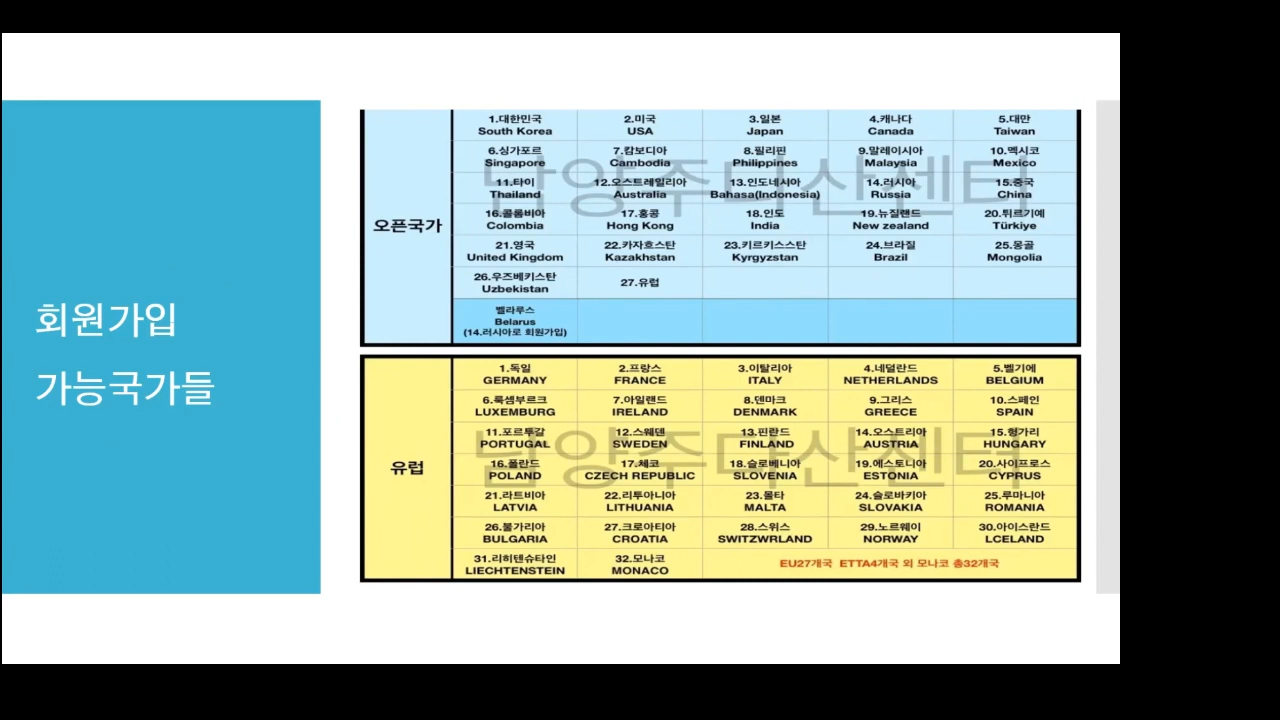 회원가입
가능국가들
오픈국가
1.대한민국 2.미국 3.일본 4.캐나다 5.대만
South Korea USA Japan Canada Taiwan
6.싱가포르 7.캄보디아 8.필리핀 9.말레이시아 10.멕시코
Singapore Cambodia Philippines Malaysia Mexico
11.타이 12.오스트레일리아 13.인도네시아 14.러시아 15.중국
Thailand Australia Bahasa(Indonesia) Russia China
16.콜롬비아 17.홍콩 18.인도 19.뉴질랜드 20.튀르기예
Colombia Hong Kong India New zealand Türkiye
21.영국 22.카자흐스탄 23.키르키스스탄 24.브라질 25.몽골
United Kingdom Kazakhstan Kyrgyzstan Brazil Mongolia
26.우즈베키스탄 27.유럽
Uzbekistan
벨라루스
Belarus
(14.러시아로 회원가입)
남양주다산센터
유럽
1.독일 2.프랑스 3.이탈리아 4.네덜란드 5.벨기에
GERMANY FRANCE ITALY NETHERLANDS BELGIUM
6.룩셈부르크 7.아일랜드 8.덴마크 9.그리스 10.스페인
LUXEMBURG IRELAND DENMARK GREECE SPAIN
11.포르투갈 12.스웨덴 13.핀란드 14.오스트리아 15.헝가리
PORTUGAL SWEDEN FINLAND AUSTRIA HUNGARY
16.폴란드 17.체코 18.슬로베니아 19.에스토니아 20.사이프로스
POLAND CZECH REPUBLIC SLOVENIA ESTONIA CYPRUS
21.라트비아 22.리투아니아 23.몰타 24.슬로바키아 25.루마니아
LATVIA LITHUANIA MALTA SLOVAKIA ROMANIA
26.불가리아 27.크로아티아 28.스위스 29.노르웨이 30.아이스란드
BULGARIA CROATIA SWITZWRLAND NORWAY LCELAND
31.리히텐슈타인 32.모나코 EU27개국 ETTA4개국 외 모나코 총32개국
LIECHTENSTEIN MONACO
남양주다산센터